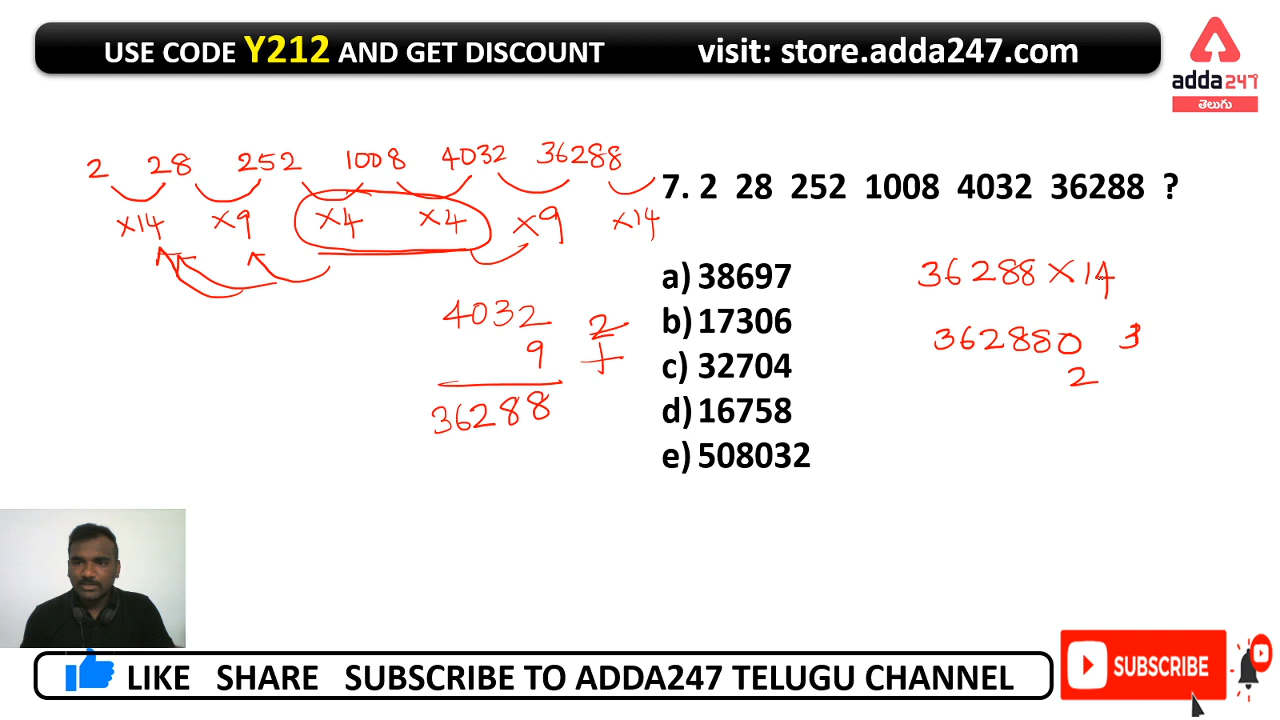 USE CODE Y212 AND GET DISCOUNT visit: store.adda247.com
adda247
తెలుగు
2 28 252 1008 4032 36288
×14 ×9 ×4 ×4 ×9 ×14
7. 2 28 252 1008 4032 36288 ?
a) 38697
b) 17306
c) 32704
d) 16758
e) 508032
4032
9
36288
2
36288×14
362880
2
LIKE SHARE SUBSCRIBE TO ADDA247 TELUGU CHANNEL
SUBSCRIBE